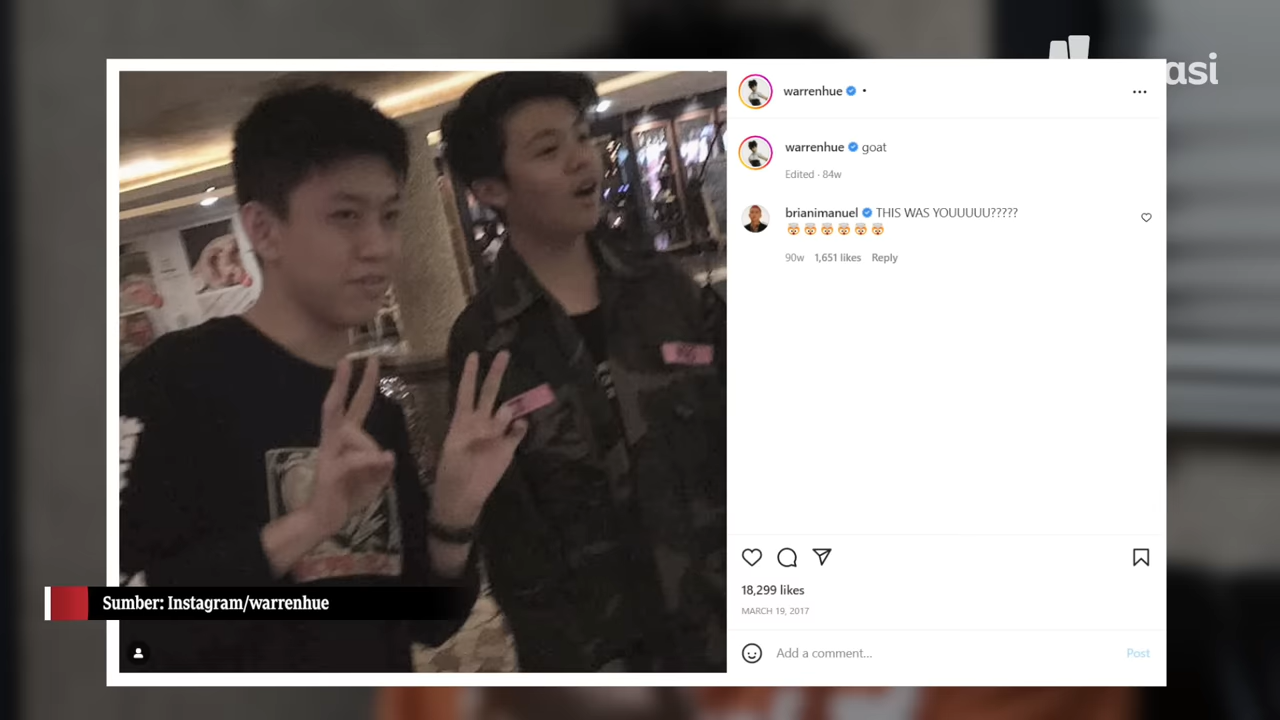 asi
warrenhue •
warrenhue goat
Edited · 84w
brianimanuel THIS WAS YOUUUUU?????
🤯🤯🤯🤯🤯🤯
90w 1,651 likes Reply
18,299 likes
MARCH 19, 2017
Add a comment... Post
Sumber: Instagram/warrenhue